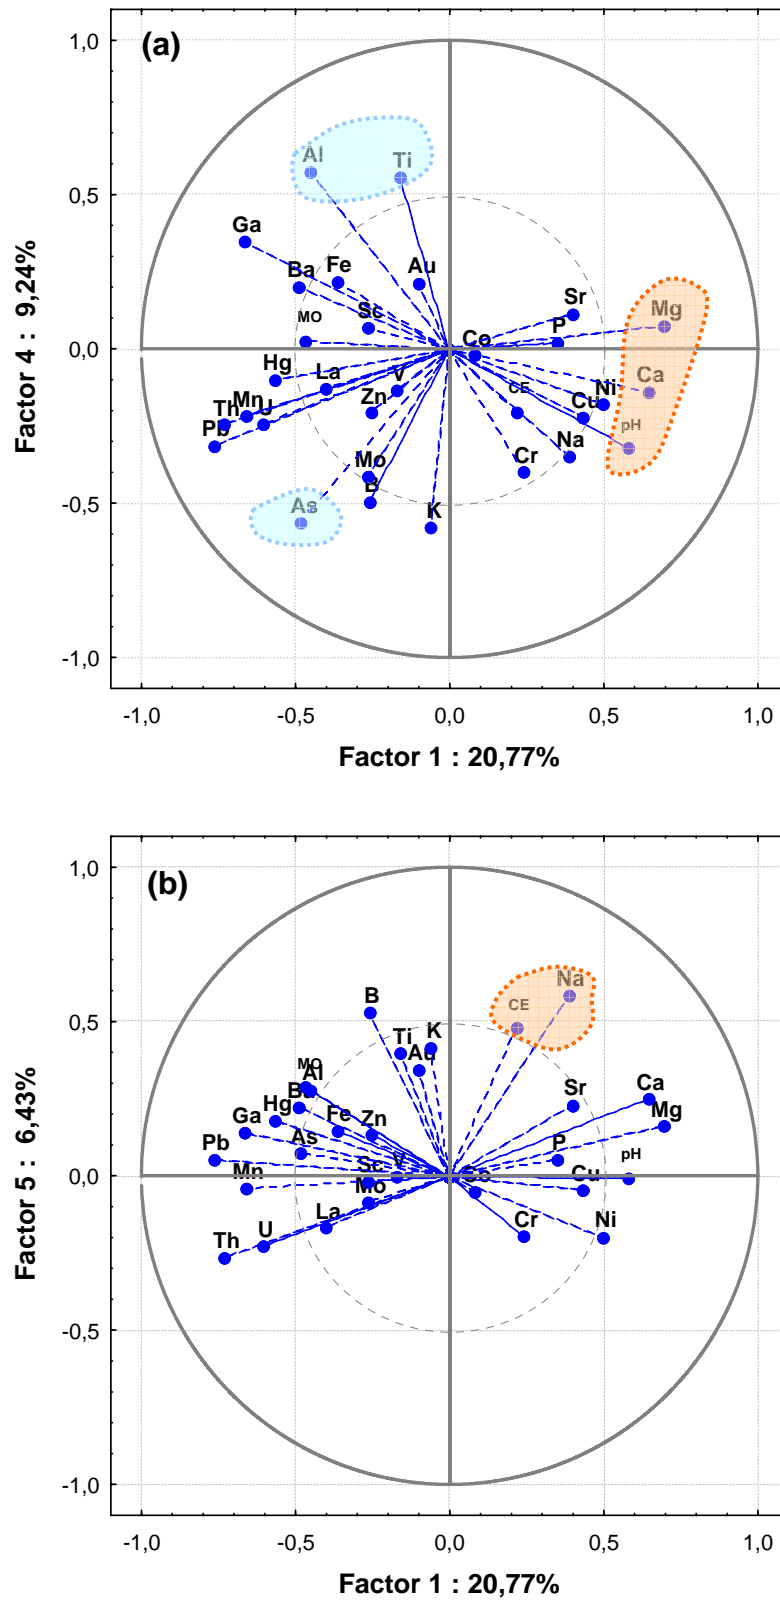 (a)
1,0
Al Ti
0,5
Ga
Ba Fe Au
Sr
Mg
MO Sc
P
0,0
Co
Hg La V
Ca
Zn CE Ni
Th Mn U
Cu pH
Pb
Na
Mo Cr
B
As K
-0,5
-1,0
-1,0 -0,5 0,0 0,5 1,0
Factor 4 : 9,24%
Factor 1 : 20,77%
(b)
1,0
Na
B CE
0,5
Ti K
MO Au
Al
Ba Sr Ca
Hg Fe Zn
Ga Mg
Pb As P pH
0,0
Mn Sc V Co Cu
Mo
La
Th U Cr Ni
-0,5
-1,0
-1,0 -0,5 0,0 0,5 1,0
Factor 5 : 6,43%
Factor 1 : 20,77%